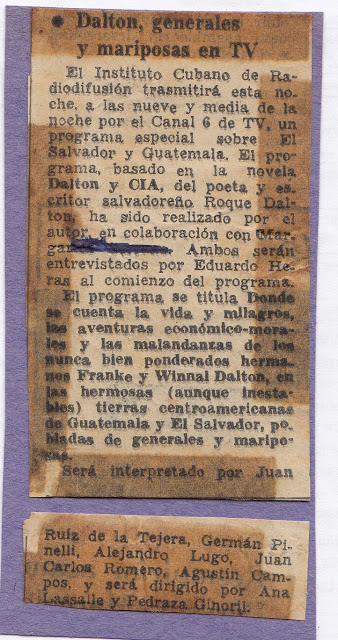 • Dalton, generales
y mariposas en TV
El Instituto Cubano de Ra-
diodifusión trasmitirá esta no-
che, a las nueve y media de la
noche por el Canal 6 de TV, un
programa especial sobre El
Salvador y Guatemala. El pro-
grama, basado en la novela
Dalton y CIA, del poeta y es-
critor salvadoreño Roque Dal-
ton, ha sido realizado por el
autor, en colaboración con Mar-
gar Ambos serán
entrevistados por Eduardo He-
ras al comienzo del programa.
El programa se titula Donde
se cuenta la vida y milagros,
las aventuras económico-mora-
les y las malandanzas de los
nunca bien ponderados herma-
nos Franke y Winnal Dalton, en
las hermosas (aunque inesta-
bles) tierras centroamericanas
de Guatemala y El Salvador, po-
bladas de generales y maripo-
sas.
Será interpretado por Juan
Ruiz de la Tejera, Germán Pi-
nelli, Alejandro Lugo, Juan
Carlos Romero, Agustín Cam-
pos, y será dirigido por Ana
Lassalle y Pedraza Ginori.